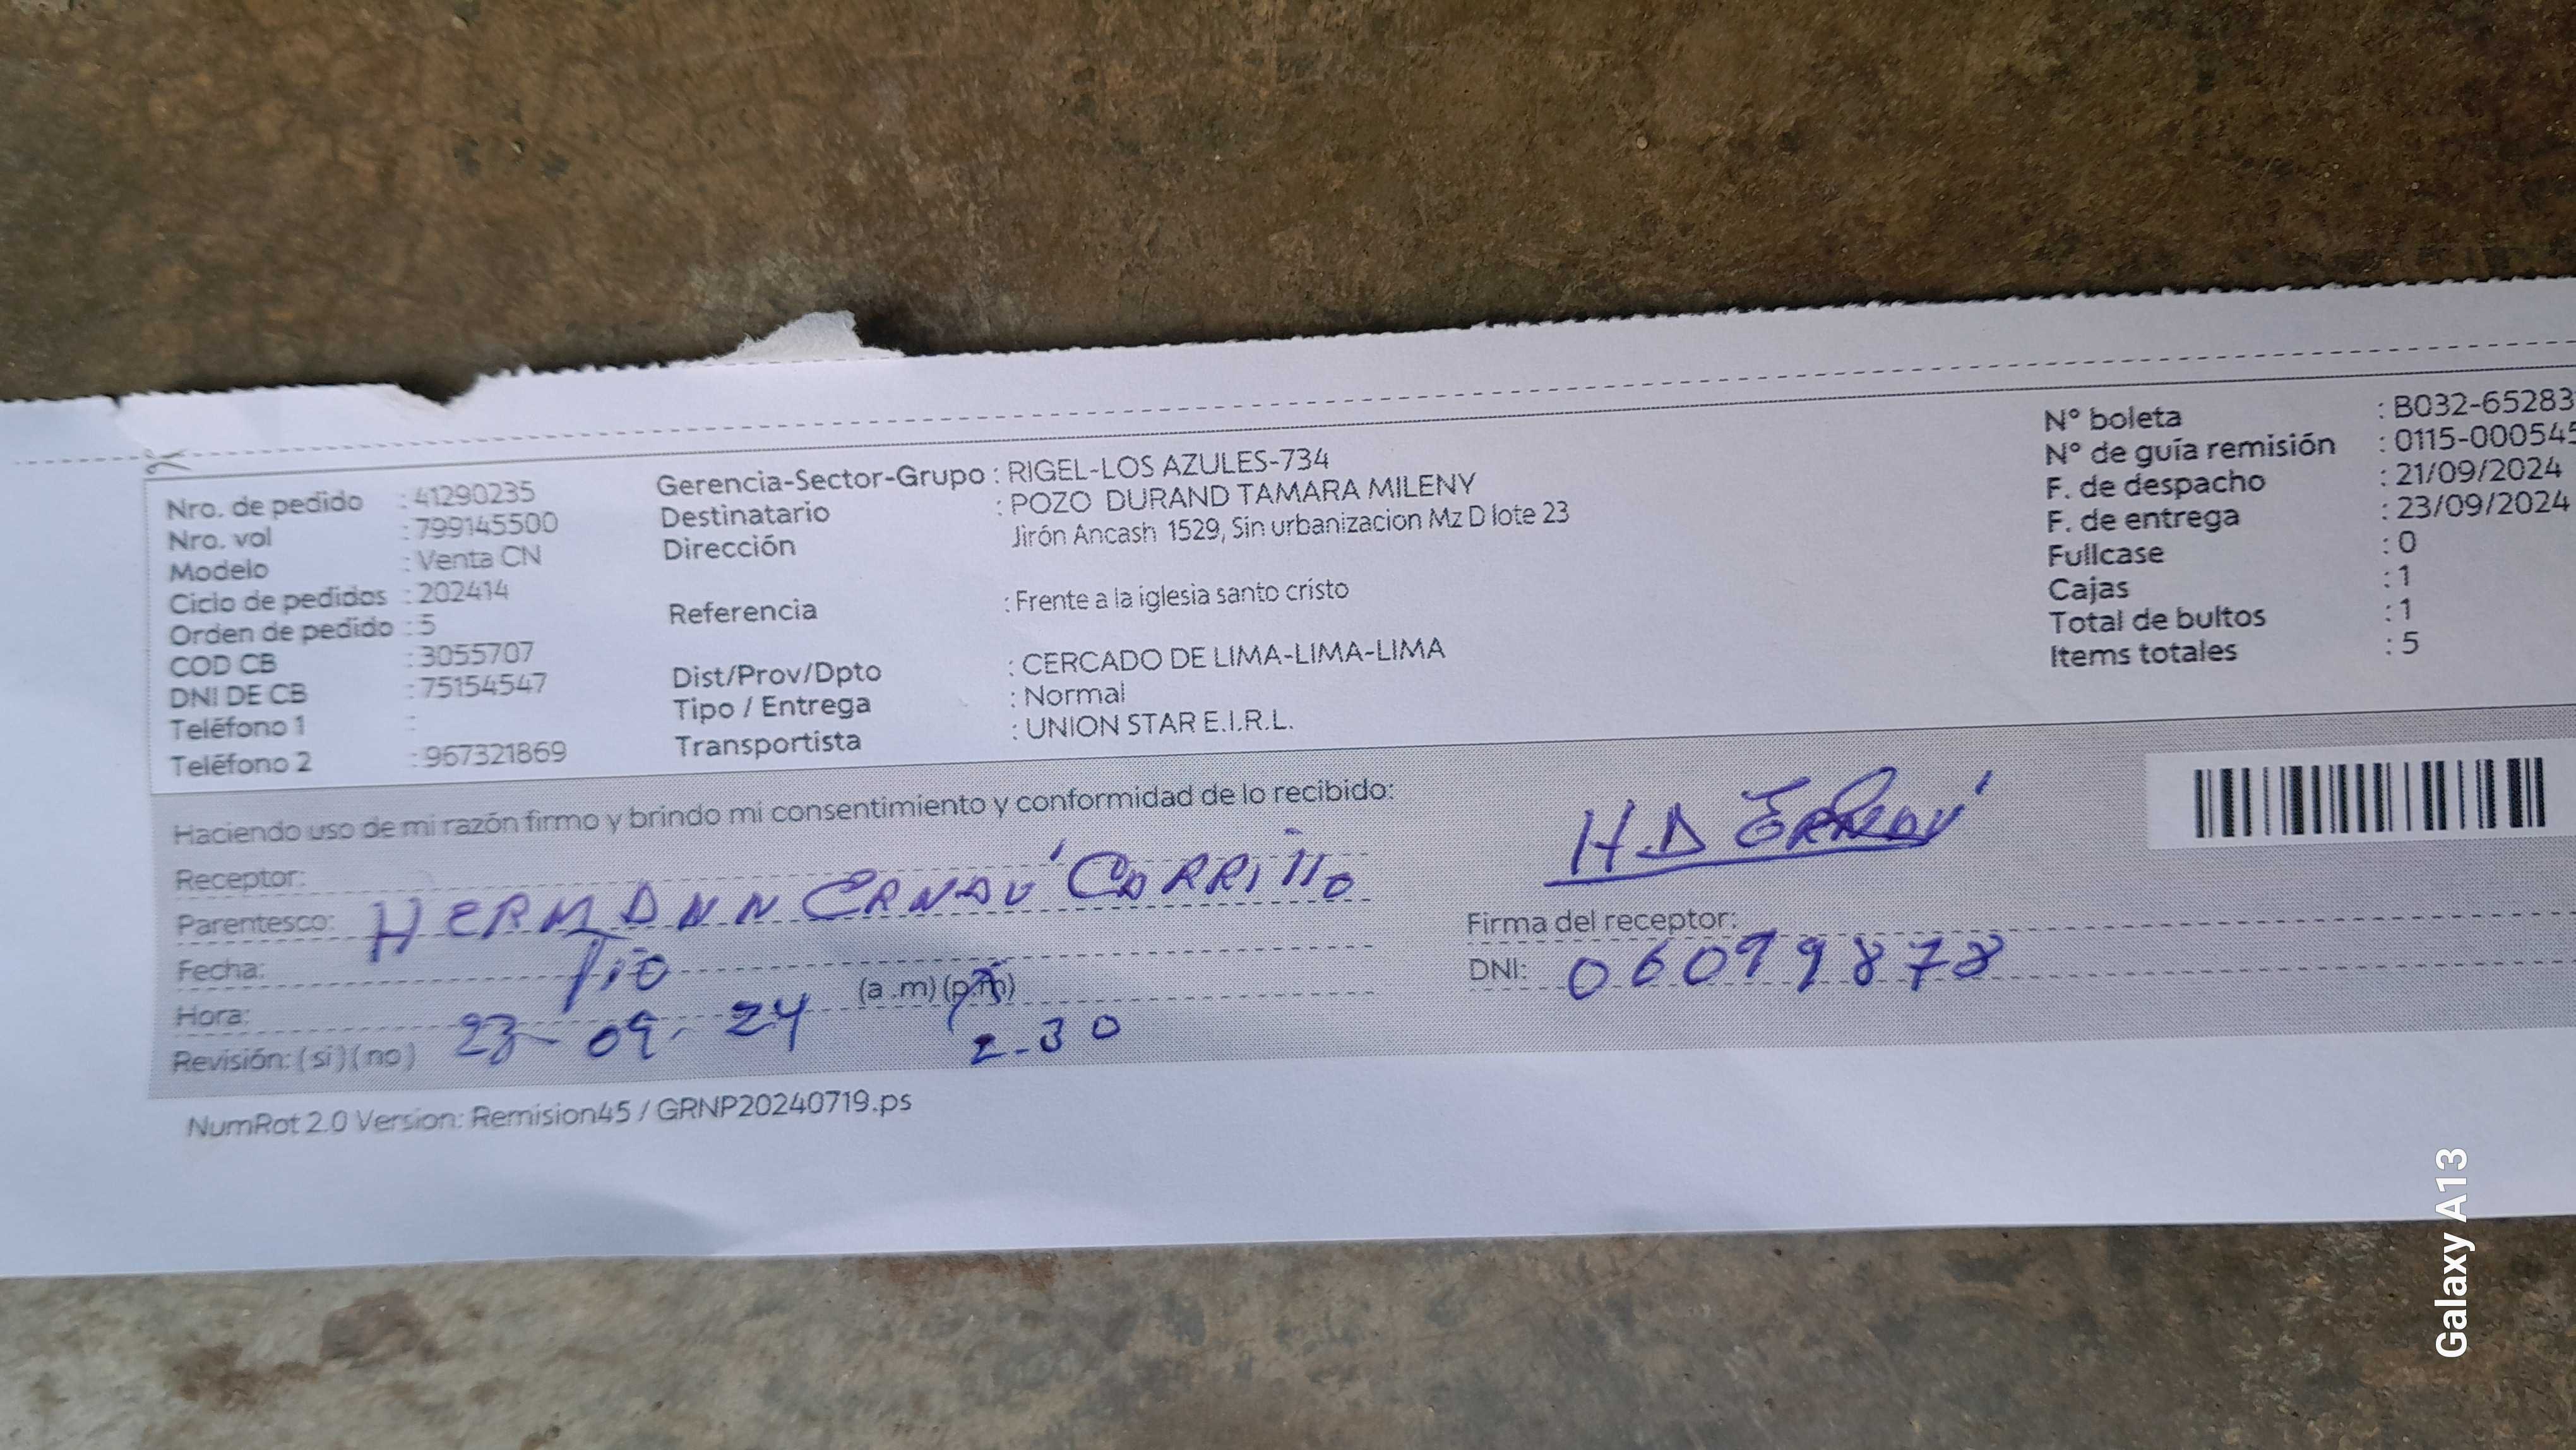 Nro. de pedido : 41290235
Nro. vol : 799145500
Modelo : Venta CN
Ciclo de pedidos : 202414
Orden de pedido : 5
COD CB : 3055707
DNI DE CB : 75154547
Teléfono 1 :
Teléfono 2 : 967321869
Gerencia-Sector-Grupo : RIGEL-LOS AZULES-734
Destinatario : POZO DURAND TAMARA MILENY
Dirección Jirón Ancash 1529, Sin urbanizacion Mz D lote 23
Referencia : Frente a la iglesia santo cristo
Dist/Prov/Dpto : CERCADO DE LIMA-LIMA-LIMA
Tipo / Entrega : Normal
Transportista : UNION STAR E.I.R.L.
N° boleta : B032-65283
N° de guía remisión : 0115-000545
F. de despacho : 21/09/2024
F. de entrega : 23/09/2024
Fullcase : 0
Cajas : 1
Total de bultos : 1
Items totales : 5
Haciendo uso de mi razón firmo y brindo mi consentimiento y conformidad de lo recibido:
Receptor:
Parentesco: HERMANN CARRILLO
Fecha: TIO
Hora: (a .m) (p.m)
Revisión: (si) (no) 23-09-24 2-30
H.D
Firma del receptor:
DNI: 06099878
NumRot 2.0 Version: Remision45 / GRNP20240719.ps
Galaxy A13